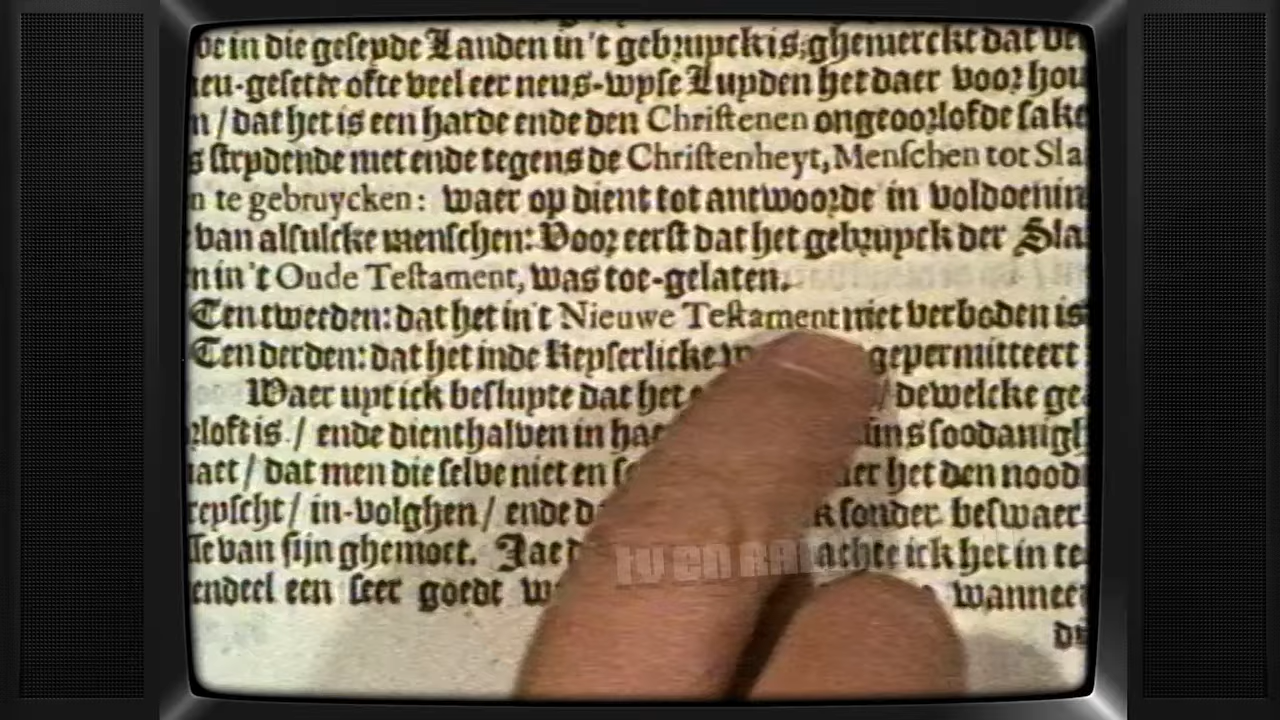 in die geseyde Landen in 't gebruyck is, ghemerckt dat
geseffde ofte veel eer neus-wyse Luyden het daer voor hou
/ dat het is een harde ende den Christenen ongeoorlofde sake
strydende met ende tegens de Christenheyt, Menschen tot Sla
te gebruycken: waer op dient tot antwoorde in voldoenin
van alsulcke menschen: Voor eerst dat het gebruyck der Sla
in 't Oude Testament, was toe-gelaten.
Ten tweeden: dat het in't Nieuwe Testament niet verboden is
Ten derden: dat het inde Keyserlicke gepermitteert
Waer uyt ick besluyte dat het / dewelcke ge
loft is / ende dienthalven in soodanigh
/ dat men die selve niet en het den nood
/ in-volghen / ende sonder beswaer
van sijn ghemoet. Jae achte ick het in te
endeel een seer goedt wanneer
TV EN